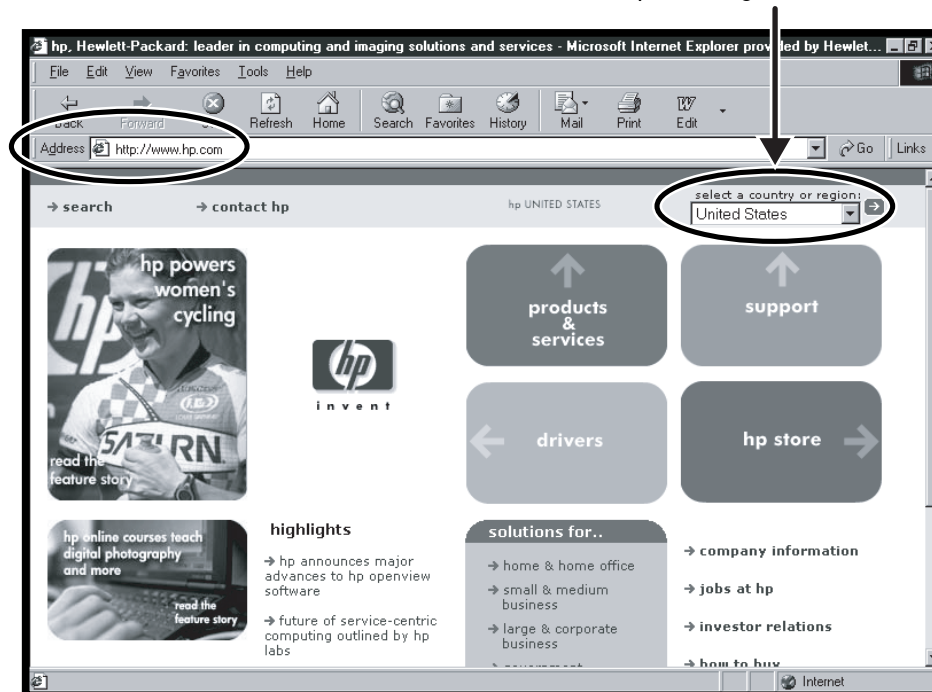 hp, Hewlett-Packard: leader in computing and imaging solutions and services - Microsoft Internet Explorer provided by Hewlet...
File Edit View Favorites Tools Help
Back Forward Refresh Home Search Favorites History Mail Print Edit
Address http://www.hp.com Go Links
search contact hp hp UNITED STATES select a country or region:
United States
hp powers
women's
cycling
hp
SATURN
read the
feature story
hp
invent
products
&
services
support
drivers
hp store
hp online courses teach
digital photography
and more
read the
feature story
highlights
hp announces major
advances to hp openview
software
future of service-centric
computing outlined by hp
labs
solutions for..
home & home office
small & medium
business
large & corporate
business
government
company information
jobs at hp
investor relations
how to buy
Internet